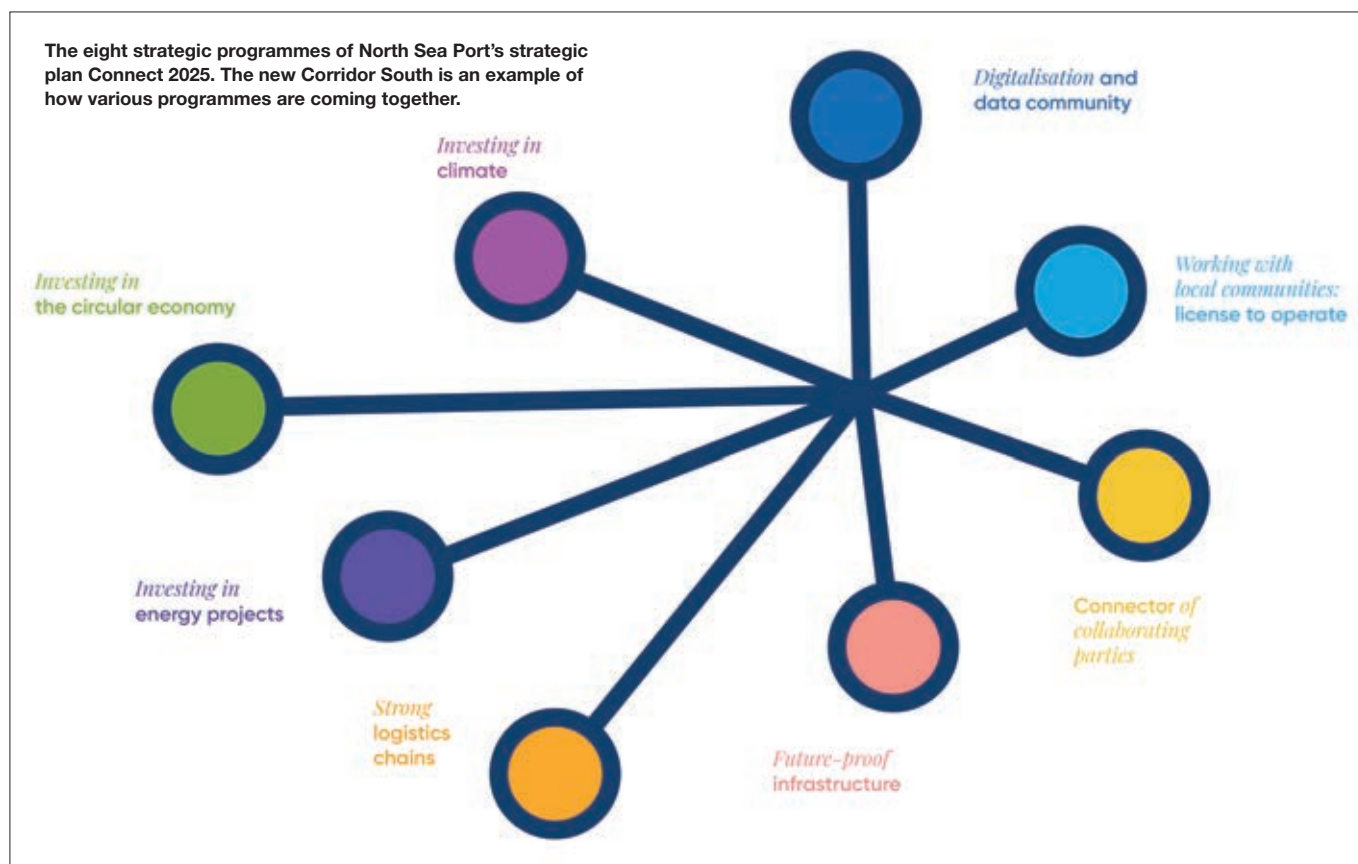 The eight strategic programmes of North Sea Port’s strategic
plan Connect 2025. The new Corridor South is an example of
how various programmes are coming together.
Digitalisation and
data community
Investing in
climate
Working with
local communities:
license to operate
Investing in
the circular economy
Investing in
energy projects
Connector of
collaborating
parties
Strong
logistics
chains
Future-proof
infrastructure